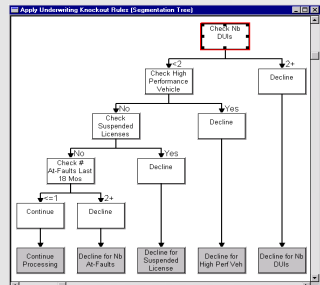 Apply Underwriting Knockout Rules (Segmentation Tree)
Check Nb
DUIs
<2
2+
Check High
Performance
Vehicle
Decline
No
Yes
Check
Suspended
Licenses
Decline
No
Yes
Check #
At-Faults Last
18 Mos
Decline
<=1
2+
Continue
Decline
Continue
Processing
Decline for Nb
At-Faults
Decline for
Suspended
License
Decline for
High Perf Veh
Decline for Nb
DUIs